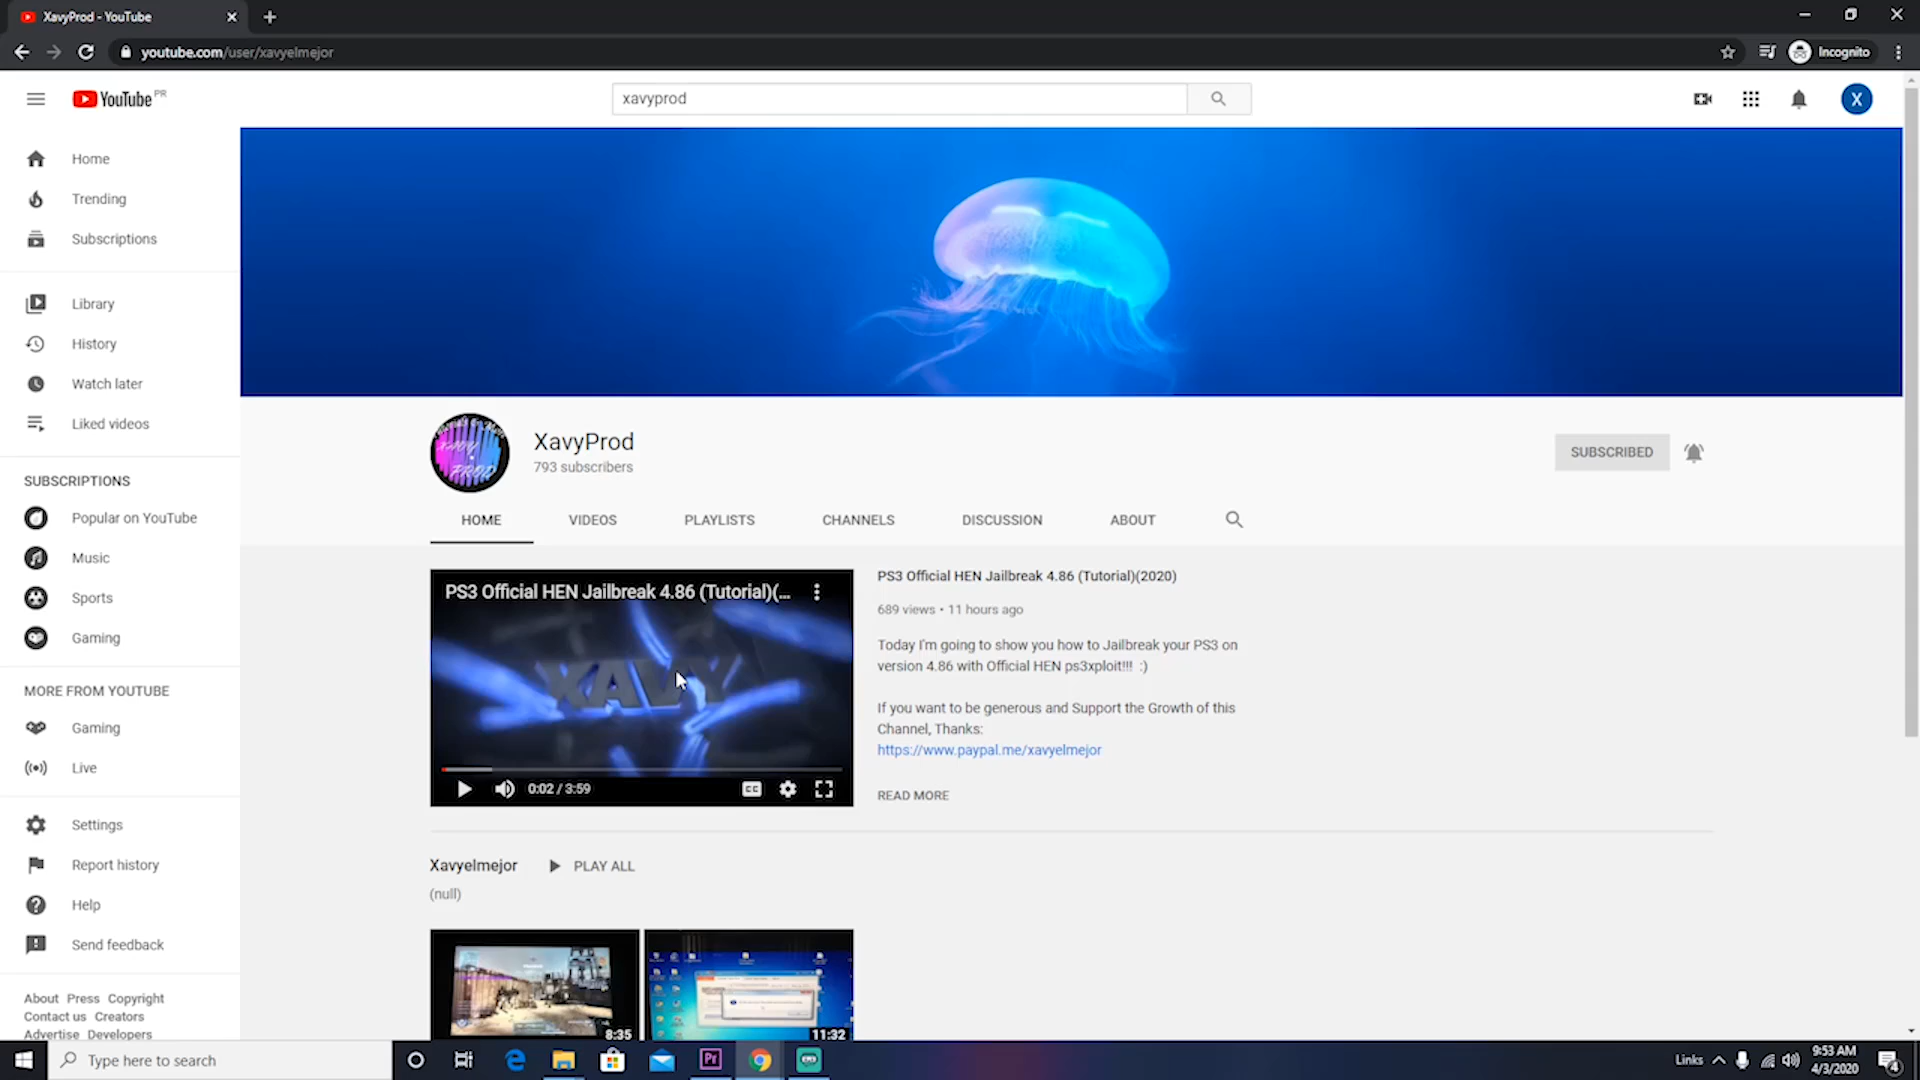 XavyProd - YouTube
youtube.com/user/xavyelmejor
Incognito
YouTube PR
xavyprod
X
Home
Trending
Subscriptions
Library
History
Watch later
Liked videos
SUBSCRIPTIONS
Popular on YouTube
Music
Sports
Gaming
MORE FROM YOUTUBE
Gaming
Live
Settings
Report history
Help
Send feedback
About Press Copyright
Contact us Creators
Advertise Developers
XAVY
PROD
XavyProd
793 subscribers
SUBSCRIBED
HOME
VIDEOS
PLAYLISTS
CHANNELS
DISCUSSION
ABOUT
PS3 Official HEN Jailbreak 4.86 (Tutorial)(...
XAVY
0:02 / 3:59
CC
PS3 Official HEN Jailbreak 4.86 (Tutorial)(2020)
689 views • 11 hours ago
Today I'm going to show you how to Jailbreak your PS3 on
version 4.86 with Official HEN ps3xploit!!! :)
If you want to be generous and Support the Growth of this
Channel, Thanks:
https://www.paypal.me/xavyelmejor
READ MORE
Xavyelmejor
PLAY ALL
(null)
8:35
11:32
Type here to search
Pr
Links
9:53 AM
4/3/2020
4